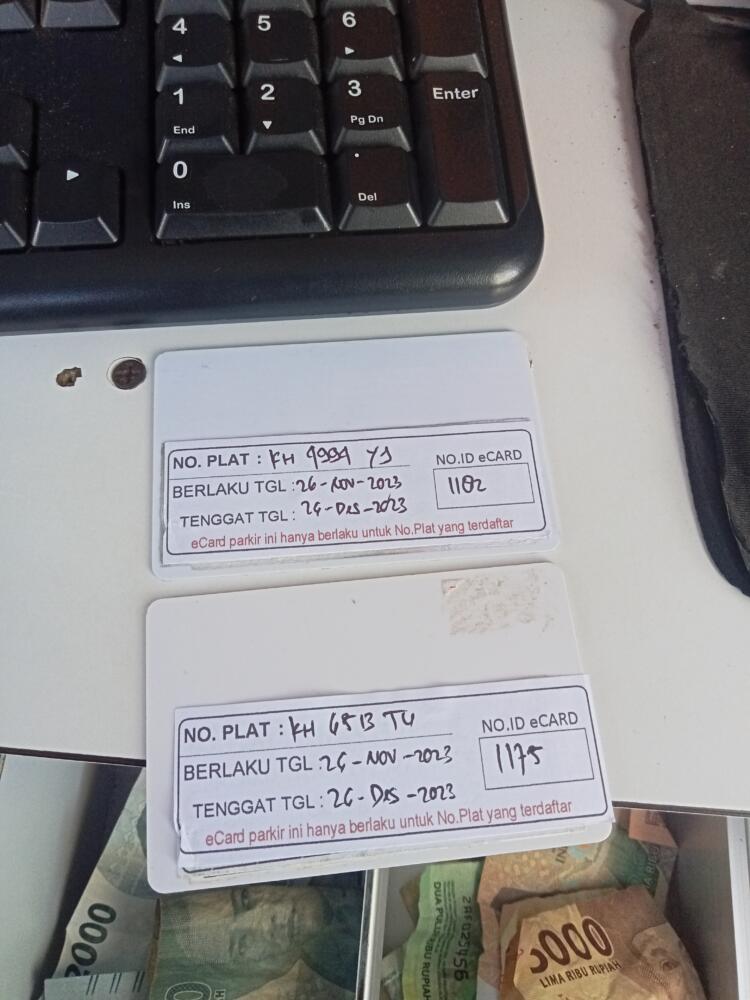 4
5
6
1
End
2
3
Pg Dn
Enter
0
Ins
.
Del
NO. PLAT : KH 4994 YJ
NO.ID eCARD
BERLAKU TGL : 26-NOV-2023
1182
TENGGAT TGL : 26-DES-2023
eCard parkir ini hanya berlaku untuk No.Plat yang terdaftar
NO. PLAT : KH 6513 TU
NO.ID eCARD
BERLAKU TGL : 26-NOV-2023
1175
TENGGAT TGL : 26-DES-2023
eCard parkir ini hanya berlaku untuk No.Plat yang terdaftar
2000
DUA PULUH RIBU RUPIAH
5000
LIMA RIBU RUPIAH